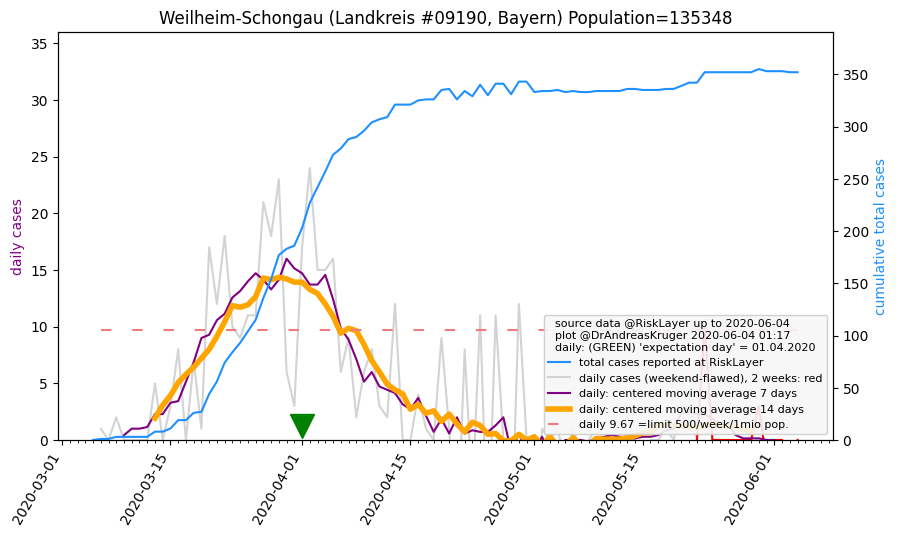 Weilheim-Schongau (Landkreis #09190, Bayern) Population=135348
35
30
25
20
15
10
5
0
daily cases
350
300
250
200
150
100
50
0
cumulative total cases
source data @RiskLayer up to 2020-06-04
plot @DrAndreasKruger 2020-06-04 01:17
daily: (GREEN) 'expectation day' = 01.04.2020
total cases reported at RiskLayer
daily cases (weekend-flawed), 2 weeks: red
daily: centered moving average 7 days
daily: centered moving average 14 days
daily 9.67 =limit 500/week/1mio pop.
2020-03-01
2020-03-15
2020-04-01
2020-04-15
2020-05-01
2020-05-15
2020-06-01